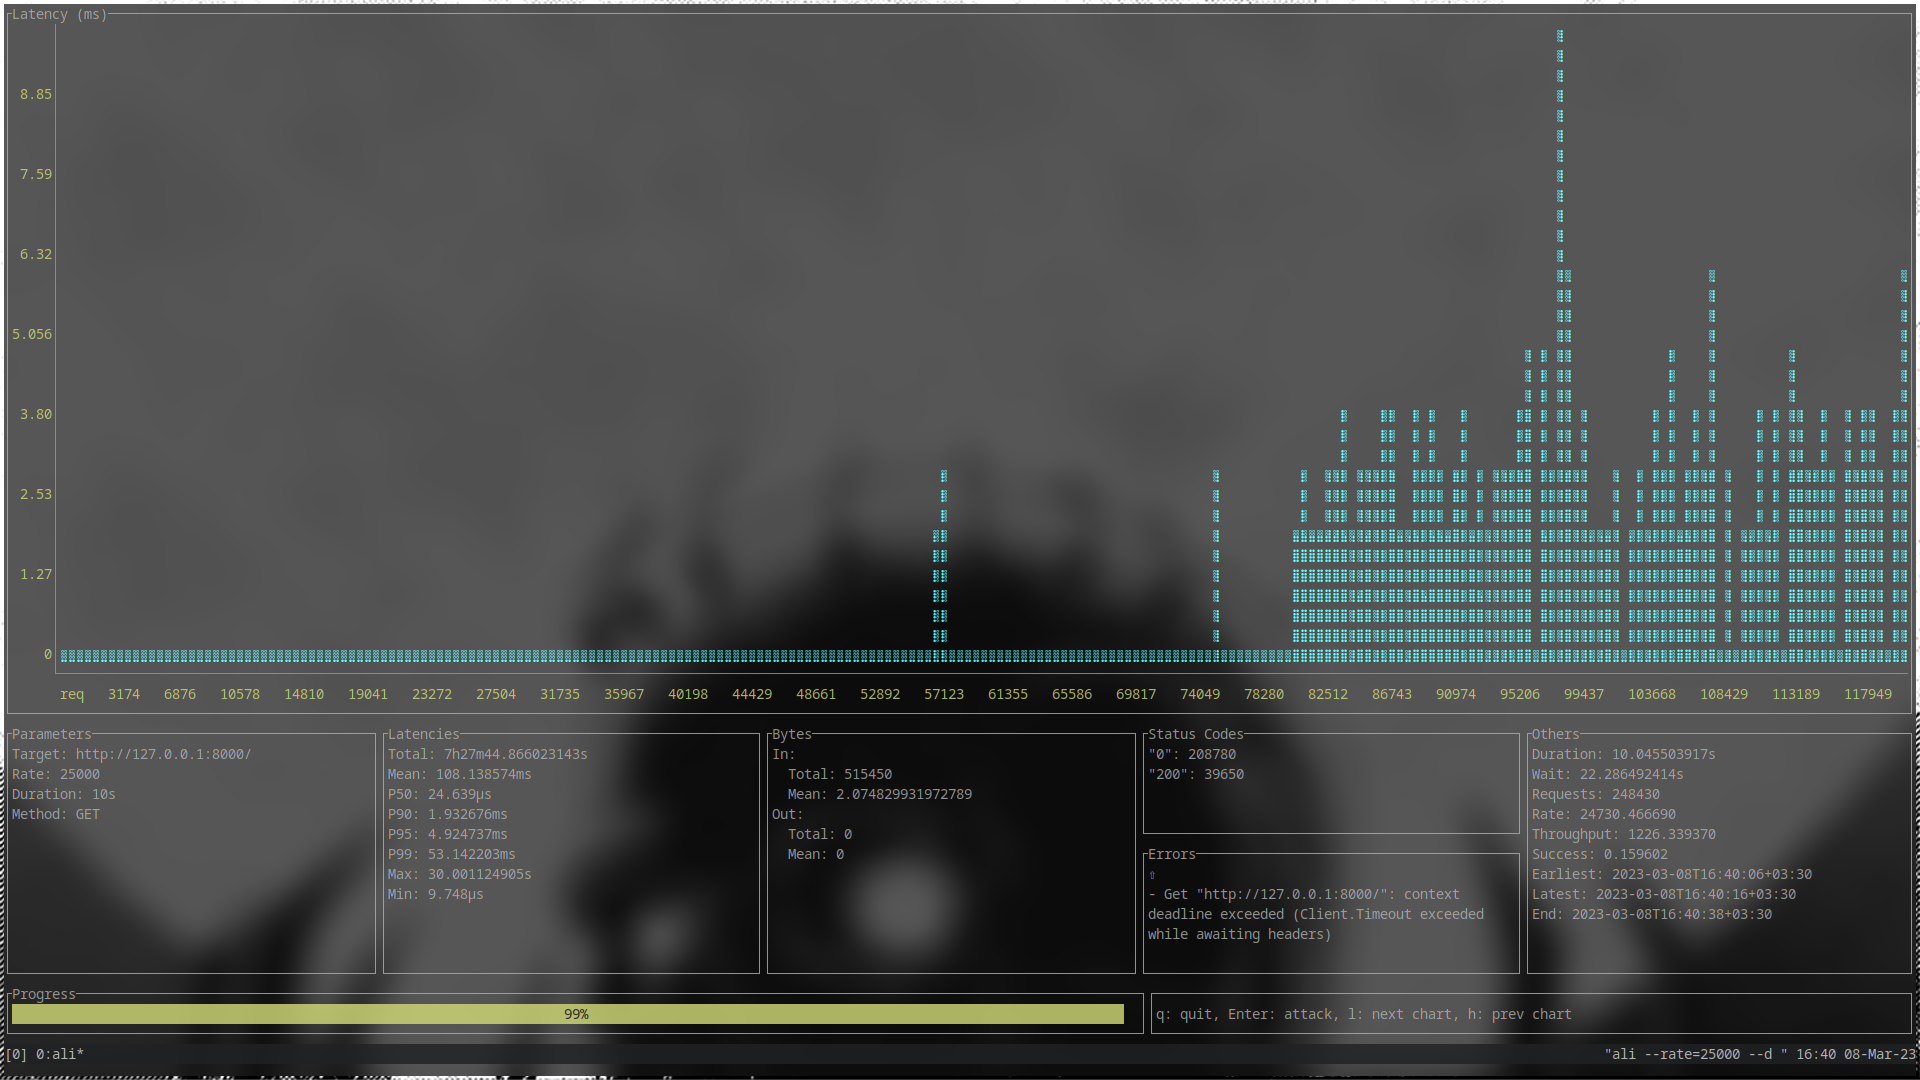 Latency (ms)
8.85
7.59
6.32
5.056
3.80
2.53
1.27
0
req 3174 6876 10578 14810 19041 23272 27504 31735 35967 40198 44429 48661 52892 57123 61355 65586 69817 74049 78280 82512 86743 90974 95206 99437 103668 108429 113189 117949
Parameters
Target: http://127.0.0.1:8000/
Rate: 25000
Duration: 10s
Method: GET
Latencies
Total: 7h27m44.866023143s
Mean: 108.138574ms
P50: 24.639µs
P90: 1.932676ms
P95: 4.924737ms
P99: 53.142203ms
Max: 30.001124905s
Min: 9.748µs
Bytes
In:
Total: 515450
Mean: 2.074829931972789
Out:
Total: 0
Mean: 0
Status Codes
"0": 208780
"200": 39650
Errors
⇧
- Get "http://127.0.0.1:8000/": context
deadline exceeded (Client.Timeout exceeded
while awaiting headers)
Others
Duration: 10.045503917s
Wait: 22.286492414s
Requests: 248430
Rate: 24730.466690
Throughput: 1226.339370
Success: 0.159602
Earliest: 2023-03-08T16:40:06+03:30
Latest: 2023-03-08T16:40:16+03:30
End: 2023-03-08T16:40:38+03:30
Progress
99%
q: quit, Enter: attack, l: next chart, h: prev chart
[0] 0:ali*
"ali --rate=25000 --d " 16:40 08-Mar-23